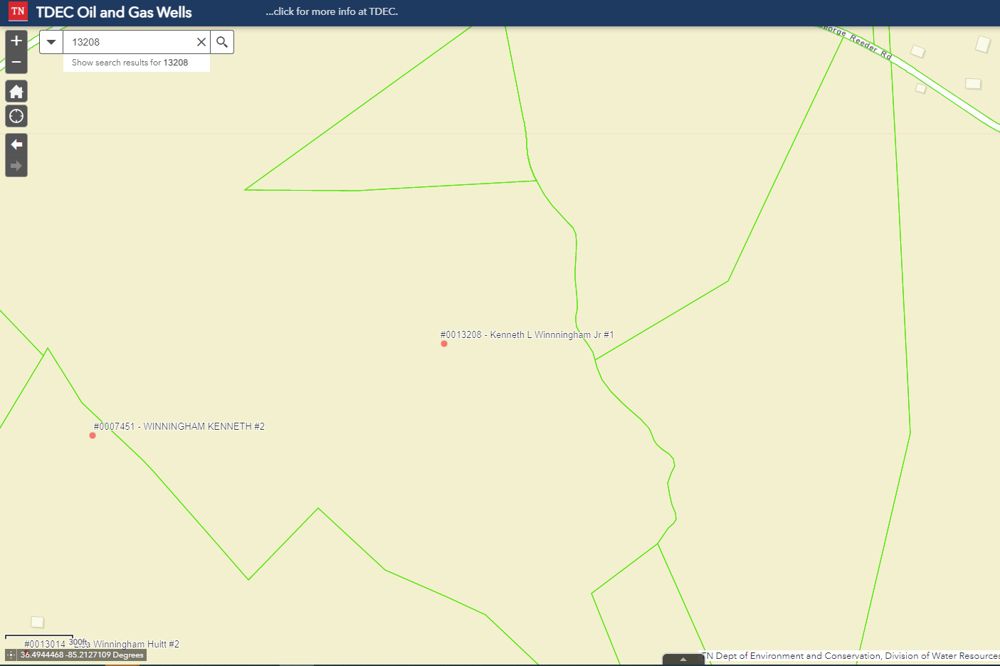 TN TDEC Oil and Gas Wells ...click for more info at TDEC.
13208
Show search results for 13208
George Reeder Rd
#0013208 - Kenneth L Winnningham Jr #1
#0007451 - WINNINGHAM KENNETH #2
300ft
#0013014 - Lisa Winningham Huitt #2
36.4944468 -85.2127109 Degrees
TN Dept of Environment and Conservation, Division of Water Resources